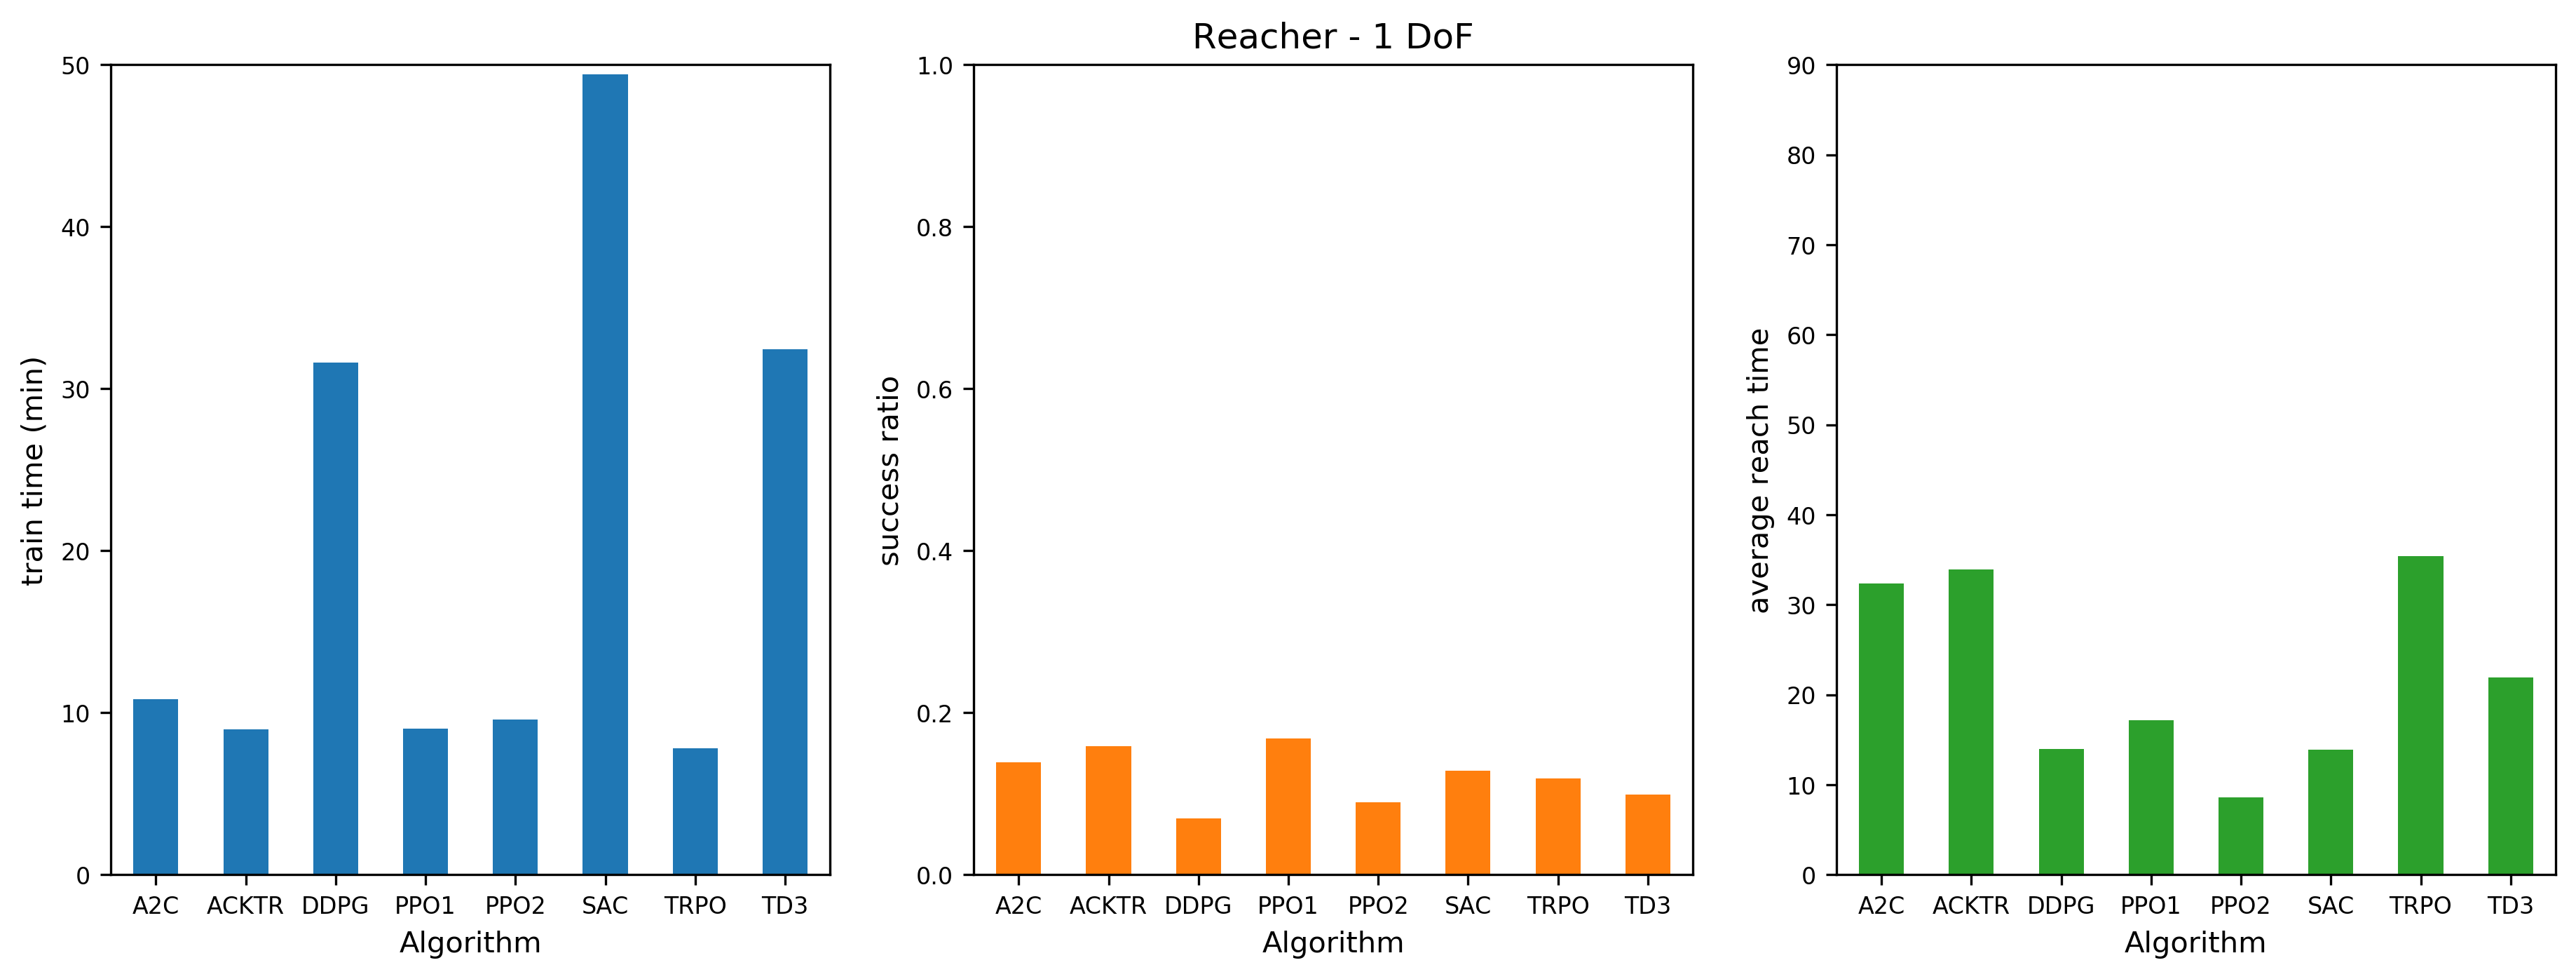 Reacher - 1 DoF
train time (min)
50
40
30
20
10
0
A2C ACKTR DDPG PPO1 PPO2 SAC TRPO TD3
Algorithm
success ratio
1.0
0.8
0.6
0.4
0.2
0.0
A2C ACKTR DDPG PPO1 PPO2 SAC TRPO TD3
Algorithm
average reach time
90
80
70
60
50
40
30
20
10
0
A2C ACKTR DDPG PPO1 PPO2 SAC TRPO TD3
Algorithm